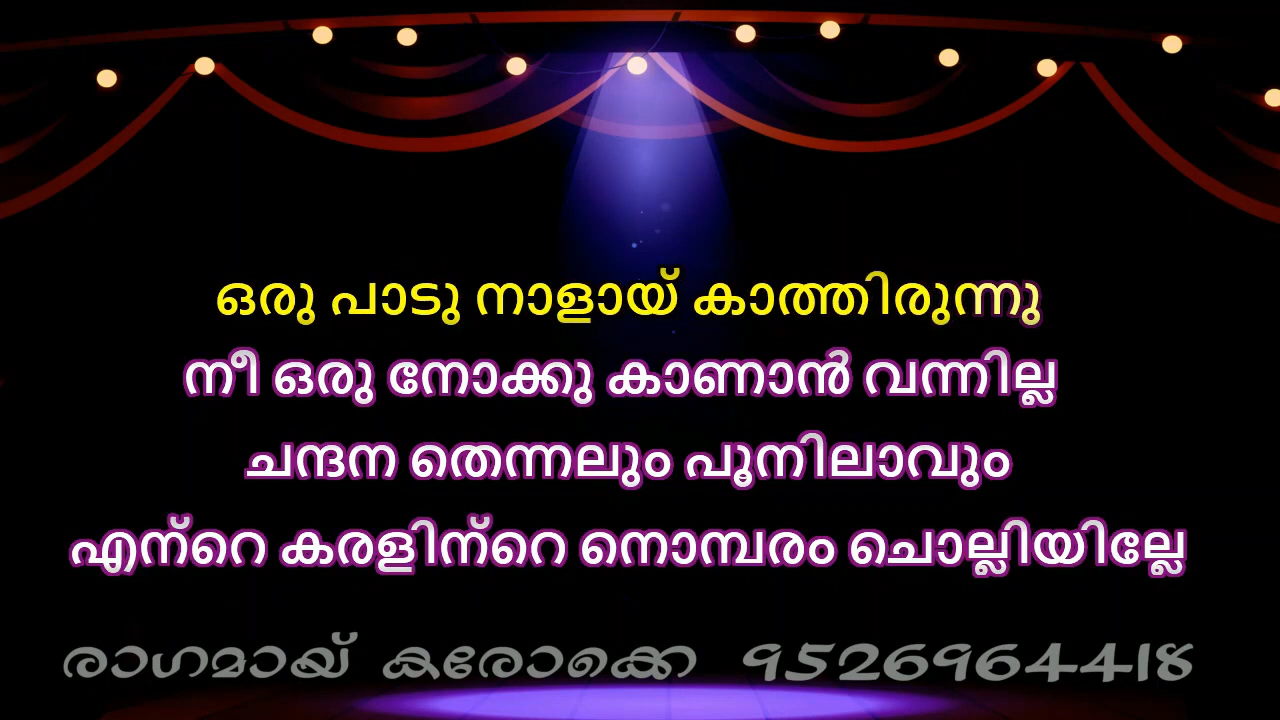 ഒരു പാടു നാളായ് കാത്തിരുന്നു
നീ ഒരു നോക്കു കാണാൻ വന്നില്ല
ചന്ദന തെന്നലും പൂനിലാവും
എന്റെ കരളിന്റെ നൊമ്പരം ചൊല്ലിയില്ലേ
രാഗമായ് കരോക്കെ 9526964418